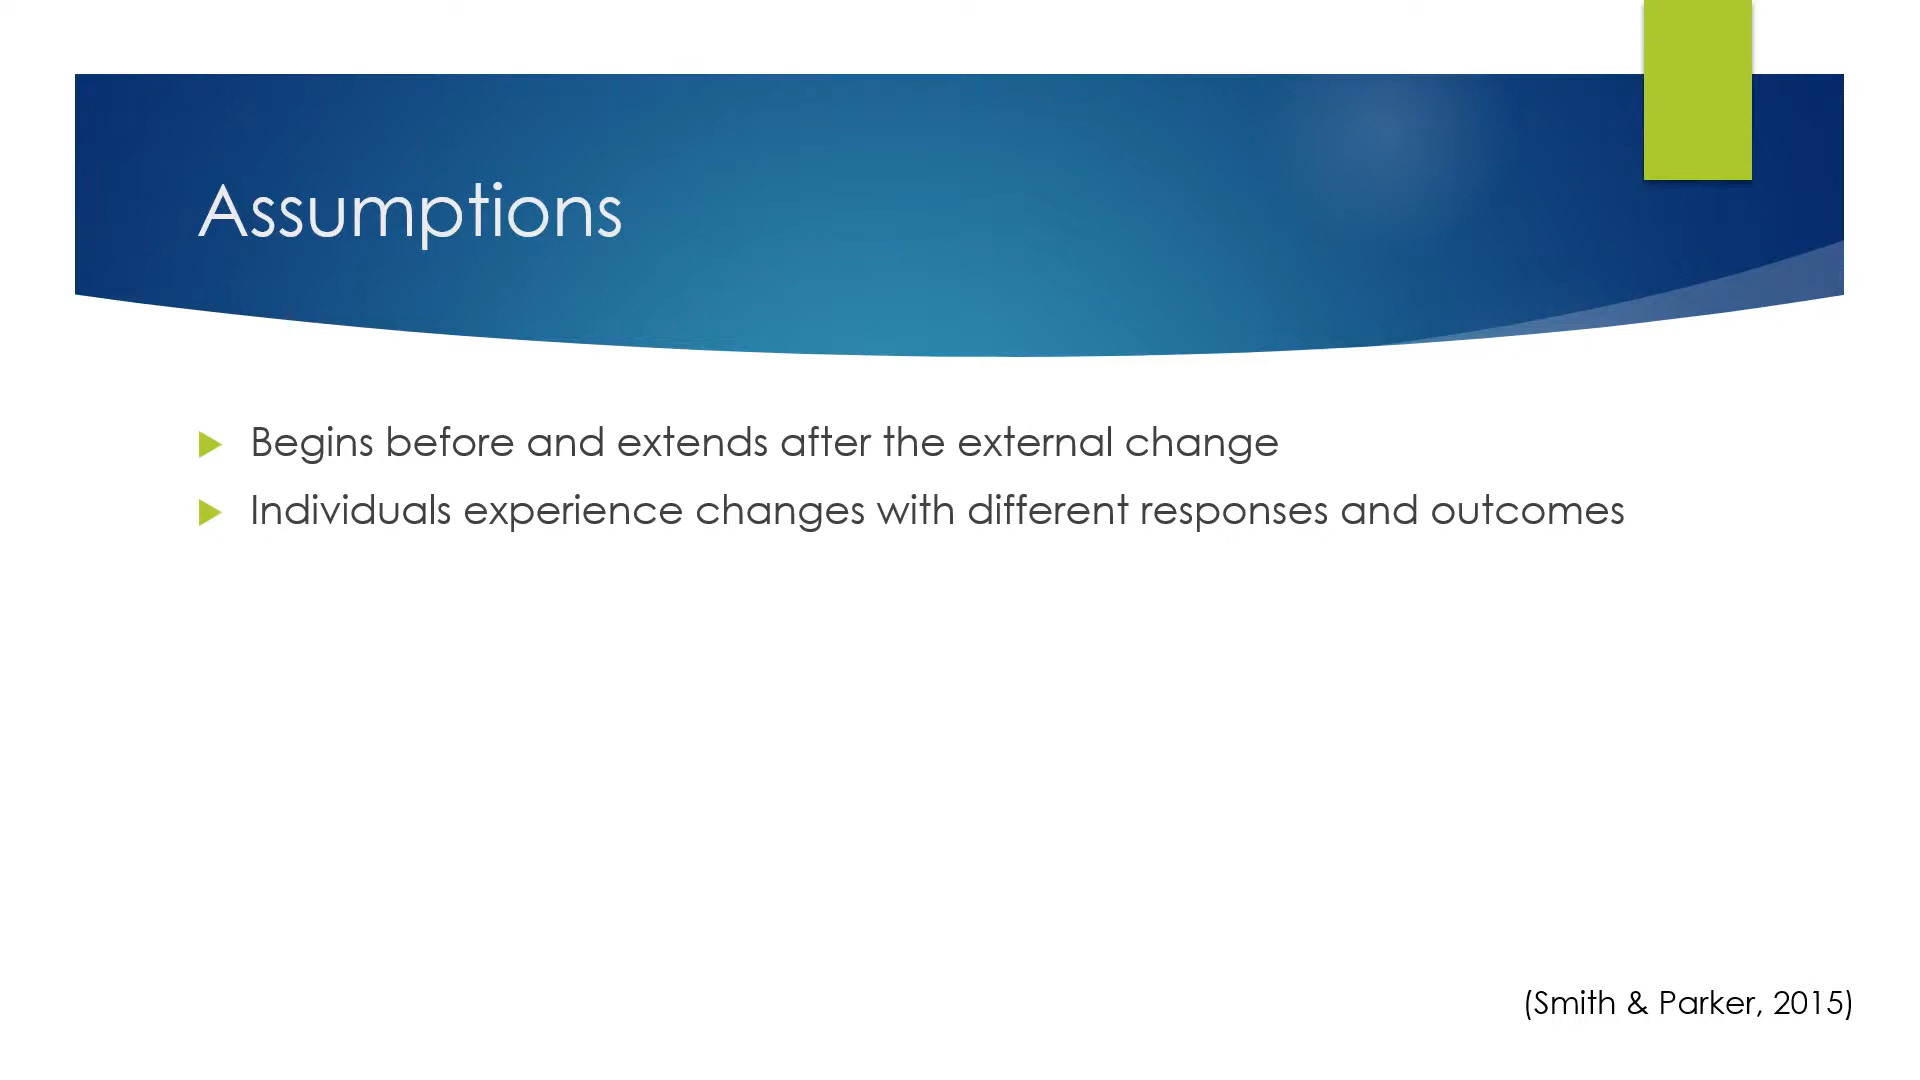 Assumptions
Begins before and extends after the external change
Individuals experience changes with different responses and outcomes
(Smith & Parker, 2015)